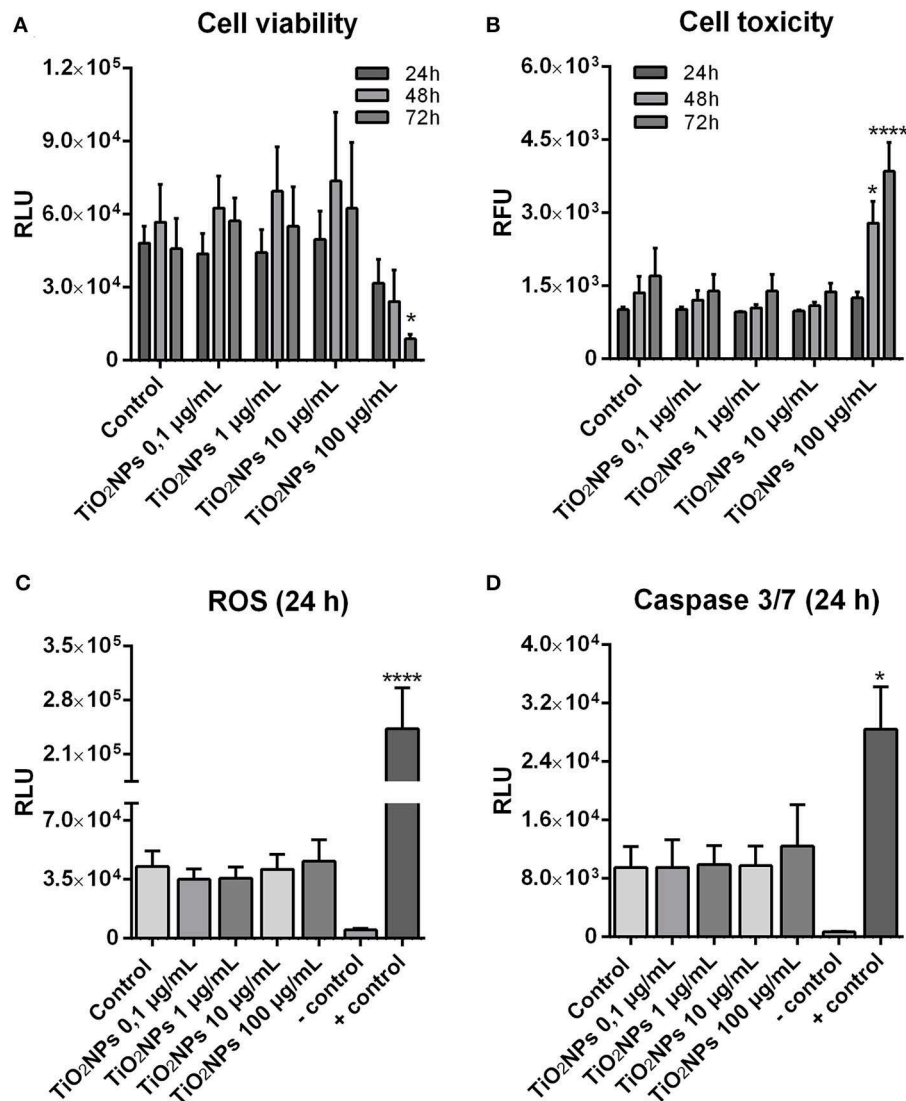 A
Cell viability
RLU
1.2×10⁵
9.0×10⁴
6.0×10⁴
3.0×10⁴
0
24h
48h
72h
*
Control
TiO₂NPs 0,1 µg/mL
TiO₂NPs 1 µg/mL
TiO₂NPs 10 µg/mL
TiO₂NPs 100 µg/mL
B
Cell toxicity
RFU
6.0×10³
4.5×10³
3.0×10³
1.5×10³
0
24h
48h
72h
*
****
Control
TiO₂NPs 0,1 µg/mL
TiO₂NPs 1 µg/mL
TiO₂NPs 10 µg/mL
TiO₂NPs 100 µg/mL
C
ROS (24 h)
RLU
3.5×10⁵
2.8×10⁵
2.1×10⁵
7.0×10⁴
3.5×10⁴
0
****
Control
TiO₂NPs 0,1 µg/mL
TiO₂NPs 1 µg/mL
TiO₂NPs 10 µg/mL
TiO₂NPs 100 µg/mL
- control
+ control
D
Caspase 3/7 (24 h)
RLU
4.0×10⁴
3.2×10⁴
2.4×10⁴
1.6×10⁴
8.0×10³
0
*
Control
TiO₂NPs 0,1 µg/mL
TiO₂NPs 1 µg/mL
TiO₂NPs 10 µg/mL
TiO₂NPs 100 µg/mL
- control
+ control